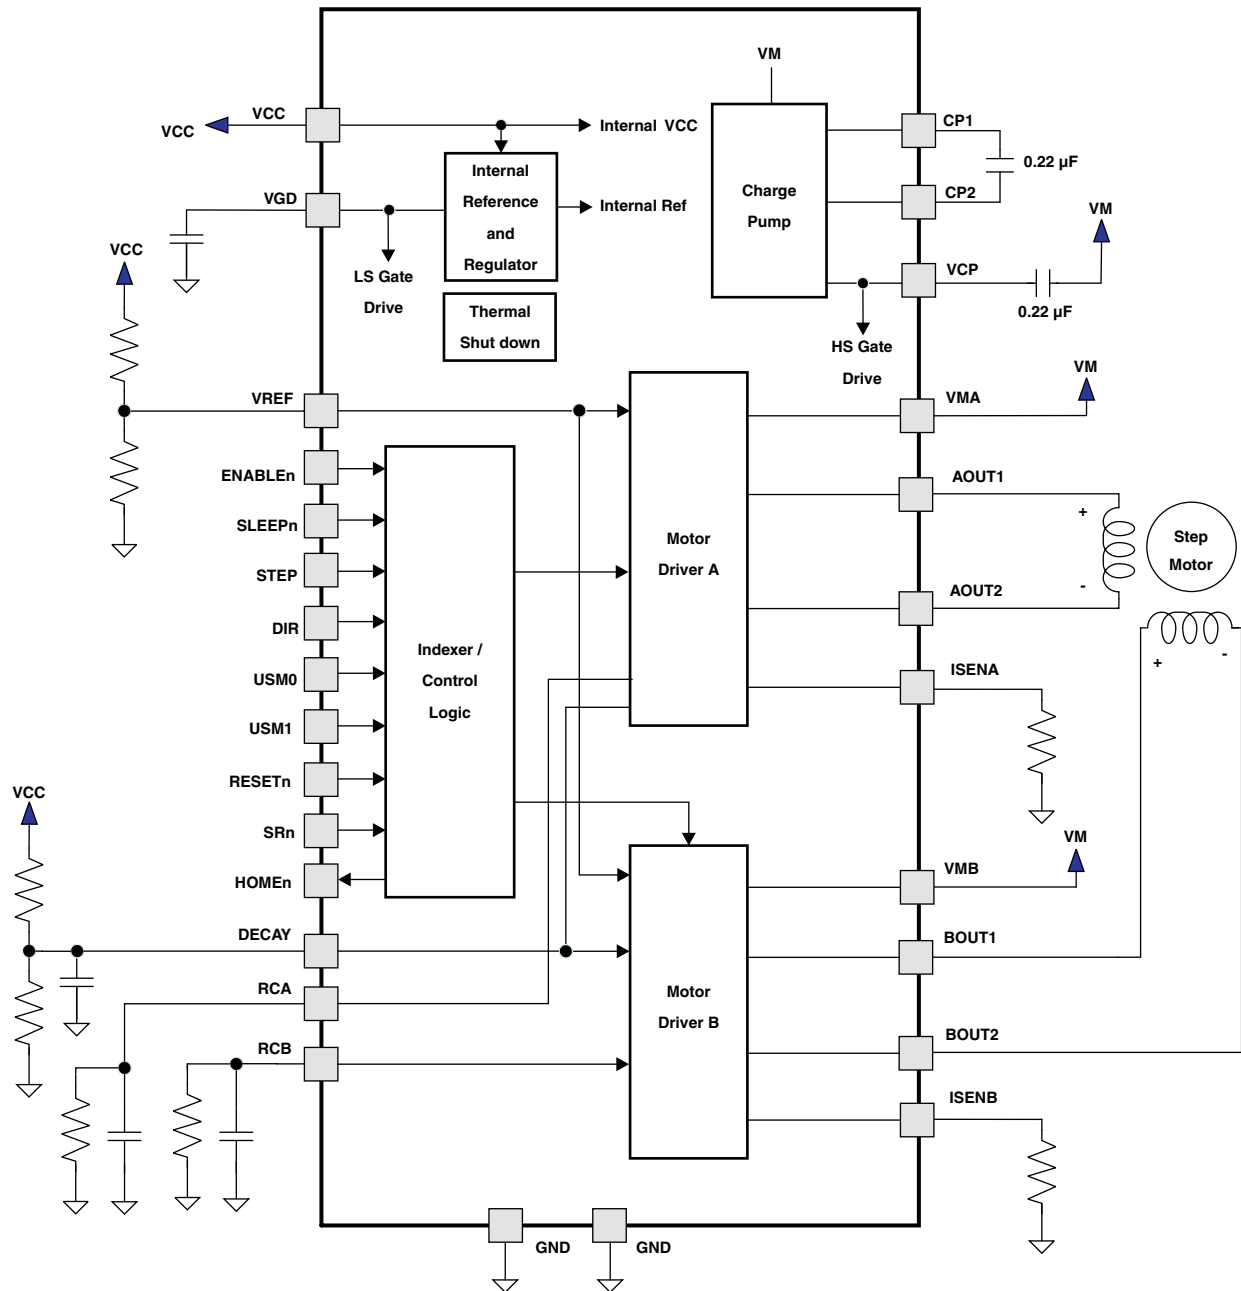 VM
VCC
VCC
Internal VCC
CP1
0.22 µF
Internal
Reference
and
Regulator
Charge
Pump
CP2
VGD
Internal Ref
VM
VCC
LS Gate
Drive
VCP
0.22 µF
Thermal
Shut down
HS Gate
Drive
VM
VREF
VMA
ENABLEn
AOUT1
SLEEPn
+
Step
Motor
Motor
Driver A
STEP
-
AOUT2
DIR
Indexer /
Control
Logic
+
-
USM0
ISENA
USM1
RESETn
VCC
SRn
VM
HOMEn
VMB
DECAY
BOUT1
RCA
Motor
Driver B
RCB
BOUT2
ISENB
GND
GND